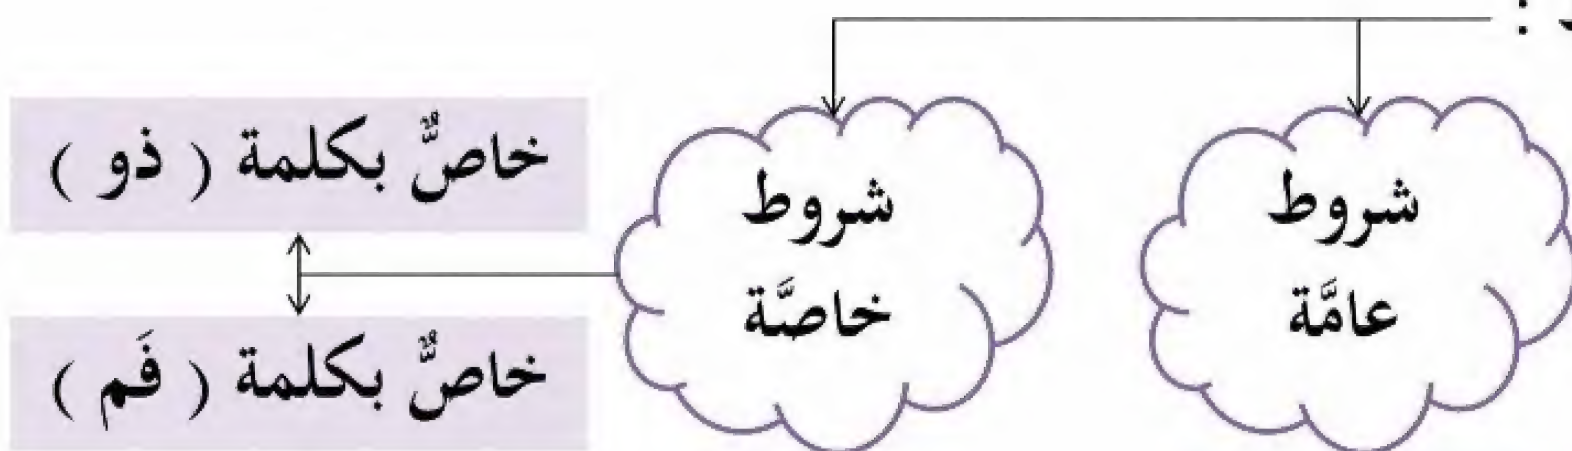 شروط
عامَّة
شروط
خاصَّة
خاصٌّ بكلمة ( ذو )
خاصٌّ بكلمة ( فَم )